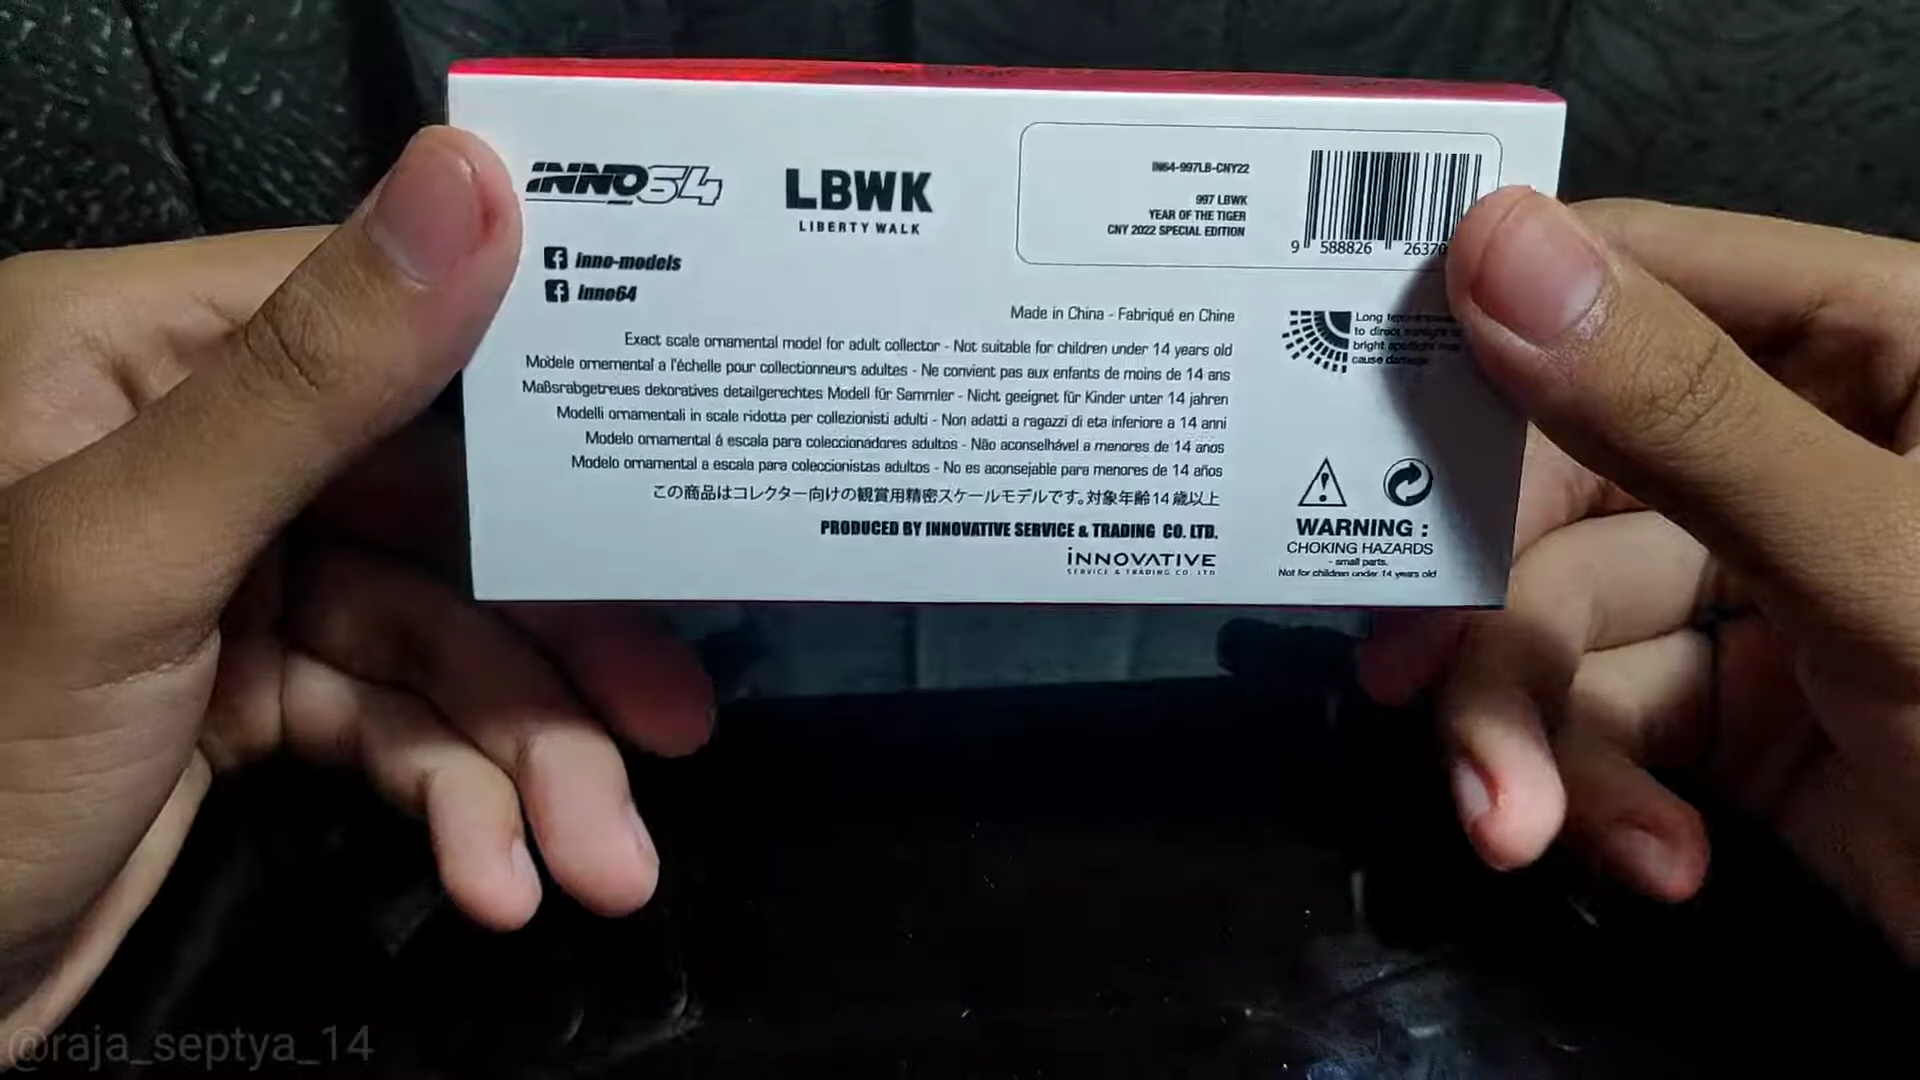 INNO64
LBWK
LIBERTY WALK
inno-models
inno64
IN64-997LB-CNY22
997 LBWK
YEAR OF THE TIGER
CNY 2022 SPECIAL EDITION
9 588826 26370
Made in China - Fabriqué en Chine
Long
to direct
bright
cause
Exact scale ornamental model for adult collector - Not suitable for children under 14 years old
Modèle ornemental a l'échelle pour collectionneurs adultes - Ne convient pas aux enfants de moins de 14 ans
Maßsrabgetreues dekoratives detailgerechtes Modell für Sammler - Nicht geeignet für Kinder unter 14 jahren
Modelli ornamentali in scale ridotta per collezionisti adulti - Non adatti a ragazzi di eta inferiore a 14 anni
Modelo ornamental á escala para coleccionadores adultos - Não aconselhável a menores de 14 anos
Modelo ornamental a escala para coleccionistas adultos - No es aconsejable para menores de 14 años
この商品はコレクター向けの観賞用精密スケールモデルです。対象年齢14歳以上
PRODUCED BY INNOVATIVE SERVICE & TRADING CO. LTD.
INNOVATIVE
SERVICE & TRADING CO. LTD
WARNING :
CHOKING HAZARDS
- small parts.
Not for children under 14 years old
@raja_septya_14